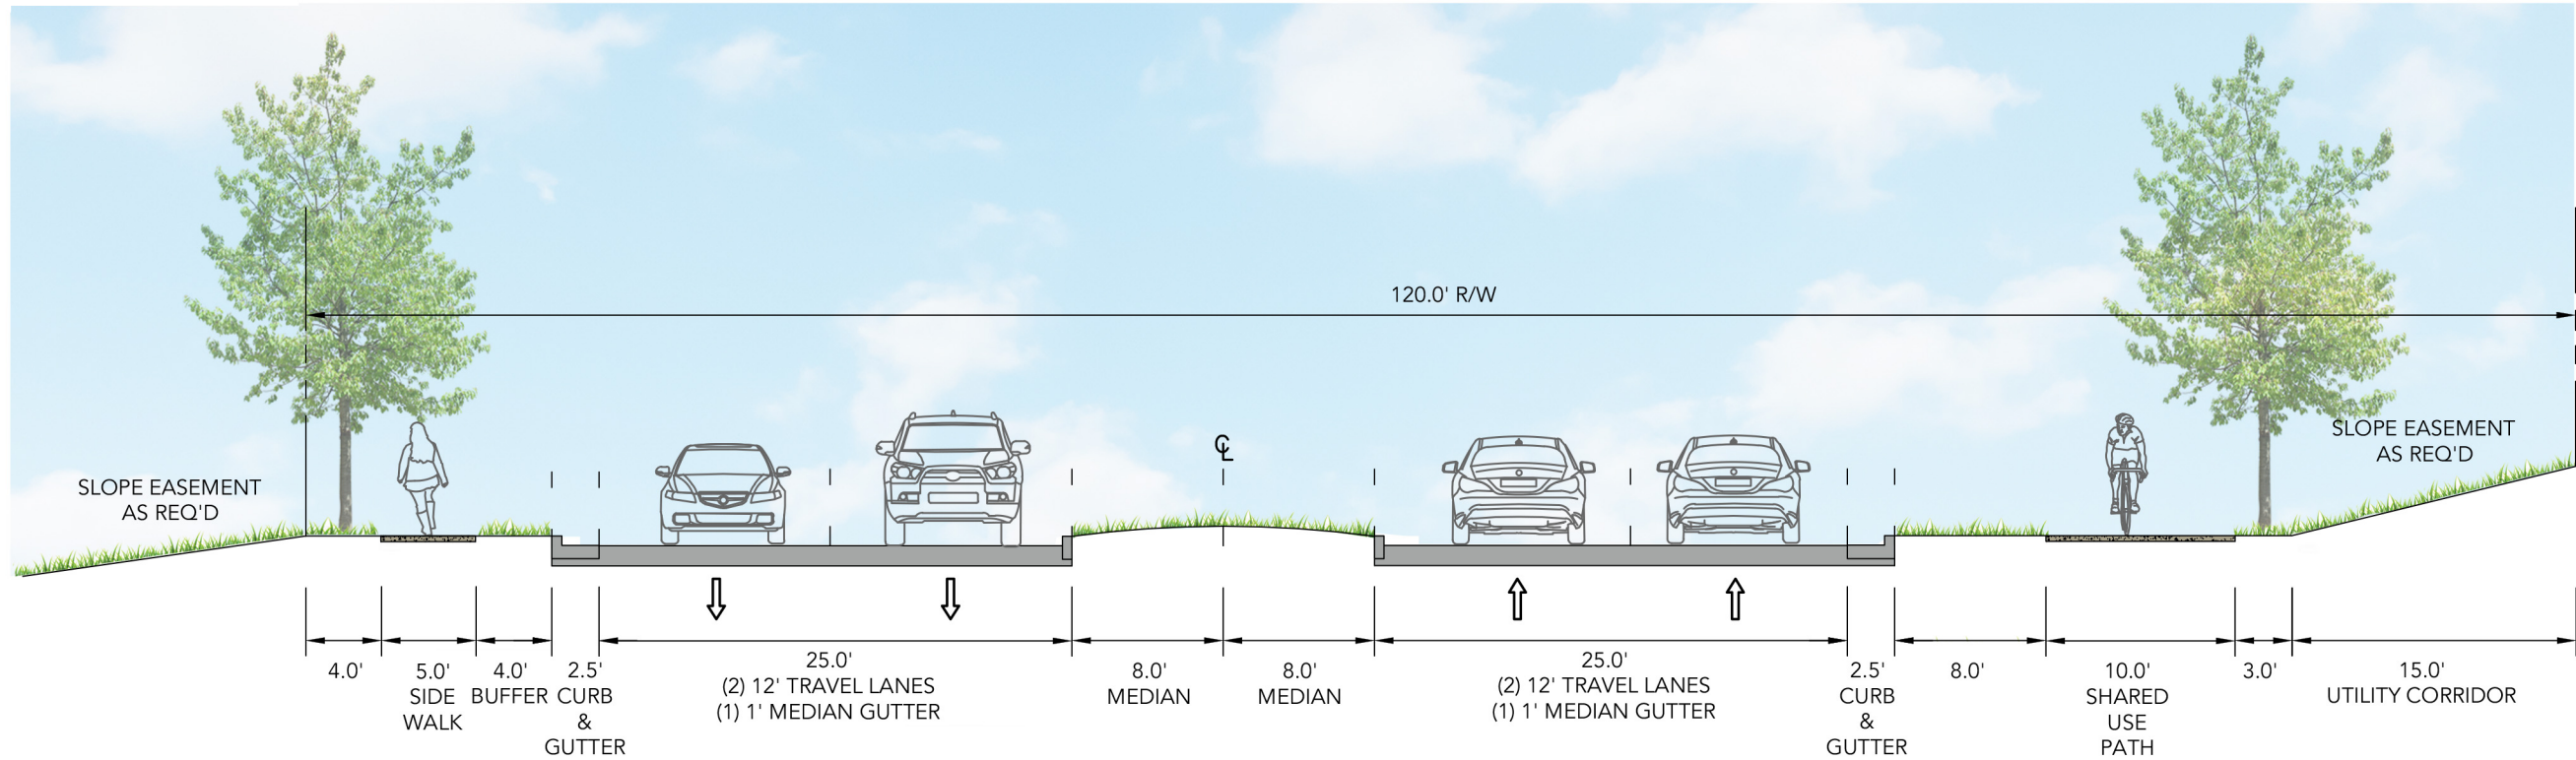 120.0' R/W
℄
SLOPE EASEMENT
AS REQ'D
SLOPE EASEMENT
AS REQ'D
4.0'
5.0'
SIDE
WALK
4.0'
BUFFER
2.5'
CURB
&
GUTTER
25.0'
(2) 12' TRAVEL LANES
(1) 1' MEDIAN GUTTER
8.0'
MEDIAN
8.0'
MEDIAN
25.0'
(2) 12' TRAVEL LANES
(1) 1' MEDIAN GUTTER
2.5'
CURB
&
GUTTER
8.0'
10.0'
SHARED
USE
PATH
3.0'
15.0'
UTILITY CORRIDOR